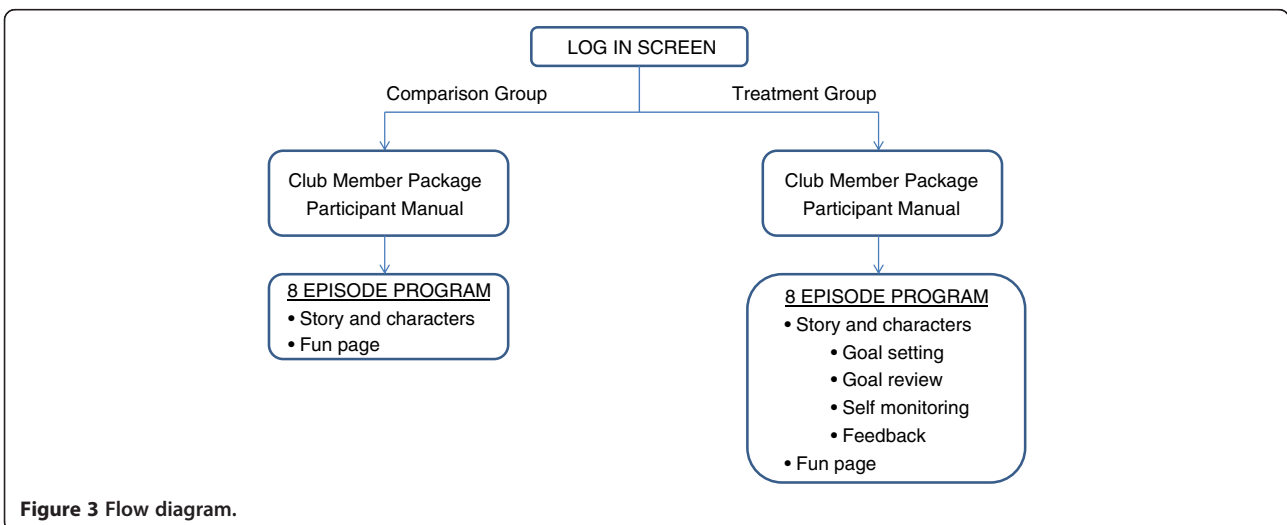 LOG IN SCREEN
Comparison Group
Treatment Group
Club Member Package
Participant Manual
Club Member Package
Participant Manual
8 EPISODE PROGRAM
• Story and characters
• Fun page
8 EPISODE PROGRAM
• Story and characters
• Goal setting
• Goal review
• Self monitoring
• Feedback
• Fun page
Figure 3 Flow diagram.